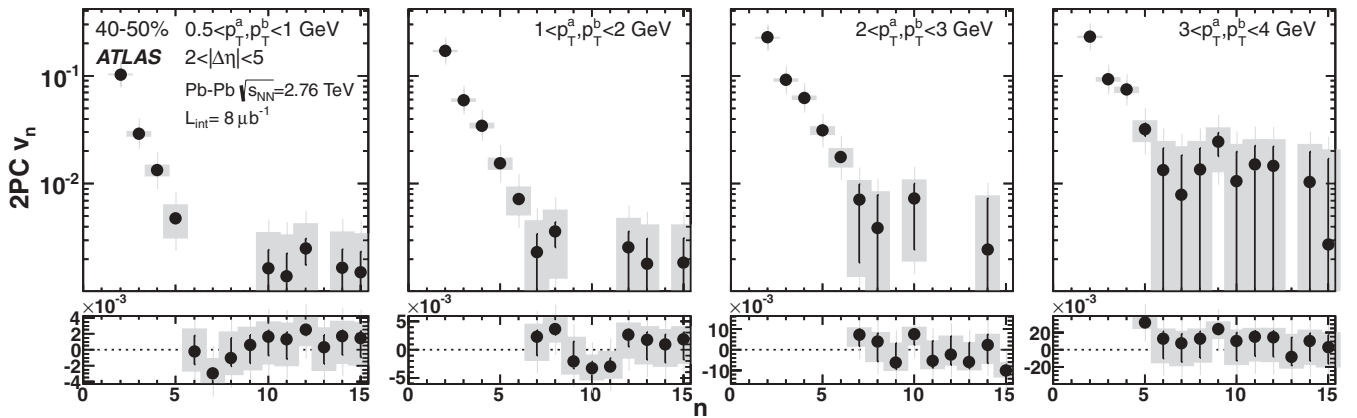 40-50% 0.5<p_T^a,p_T^b<1 GeV
ATLAS 2<|Δη|<5
Pb-Pb √s_NN=2.76 TeV
L_int= 8 μb^-1
1<p_T^a,p_T^b<2 GeV
2<p_T^a,p_T^b<3 GeV
3<p_T^a,p_T^b<4 GeV
2PC v_n
10^-1
10^-2
×10^-3 ×10^-3 ×10^-3 ×10^-3
4
2
0
-2
-4
5
0
-5
10
0
-10
20
0
-20
0 5 10 15 0 5 10 15 0 5 10 15 0 5 10 15
n